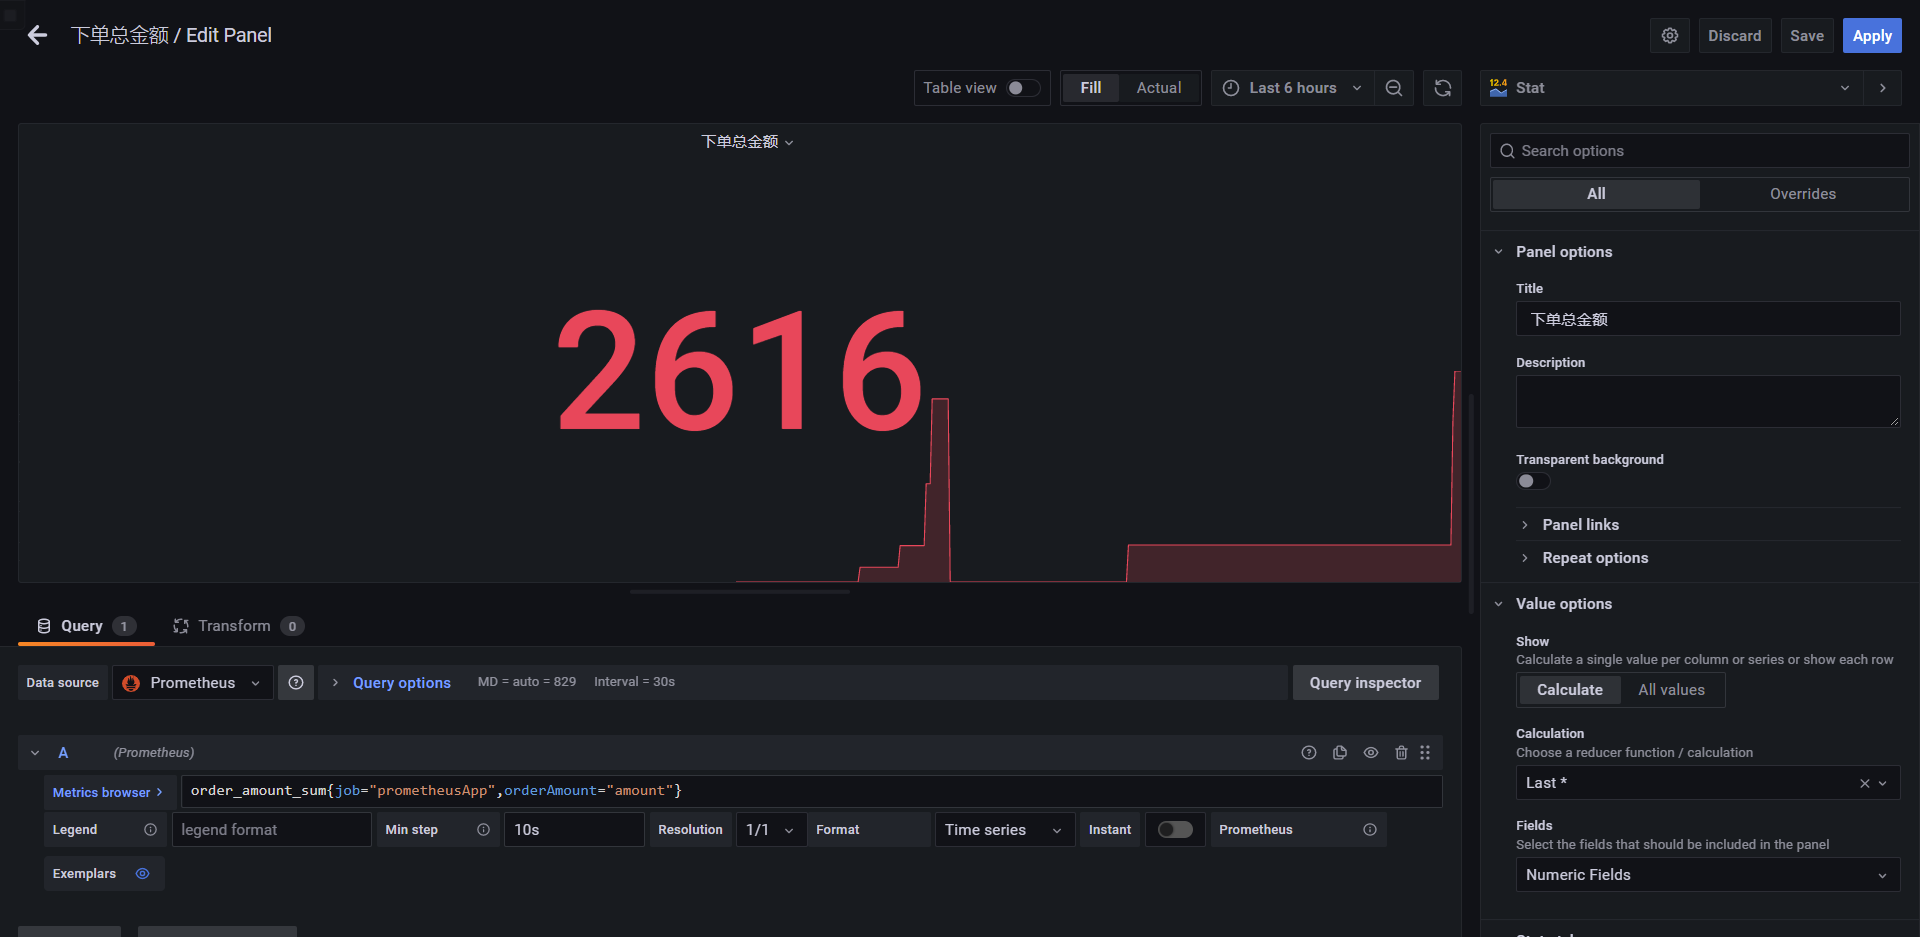 下单总金额 / Edit Panel
Discard
Save
Apply
Table view
Fill
Actual
Last 6 hours
12.4
Stat
下单总金额
2616
Search options
All
Overrides
Panel options
Title
下单总金额
Description
Transparent background
Panel links
Repeat options
Value options
Show
Calculate a single value per column or series or show each row
Calculate
All values
Calculation
Choose a reducer function / calculation
Last *
Fields
Select the fields that should be included in the panel
Numeric Fields
Query 1
Transform 0
Data source
Prometheus
Query options
MD = auto = 829
Interval = 30s
Query inspector
A
(Prometheus)
Metrics browser >
order_amount_sum{job="prometheusApp",orderAmount="amount"}
Legend
legend format
Min step
10s
Resolution
1/1
Format
Time series
Instant
Prometheus
Exemplars